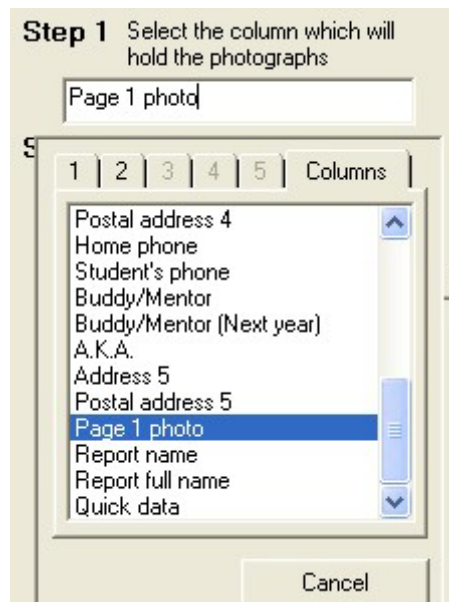 Step 1 Select the column which will
hold the photographs
Page 1 photo
S
1 2 3 4 5 Columns
Postal address 4
Home phone
Student's phone
Buddy/Mentor
Buddy/Mentor (Next year)
A.K.A.
Address 5
Postal address 5
Page 1 photo
Report name
Report full name
Quick data
Cancel